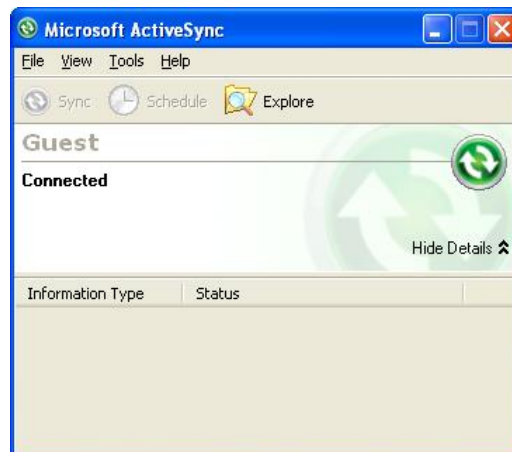 Microsoft ActiveSync
File View Tools Help
Sync Schedule Explore
Guest
Connected
Hide Details
Information Type Status